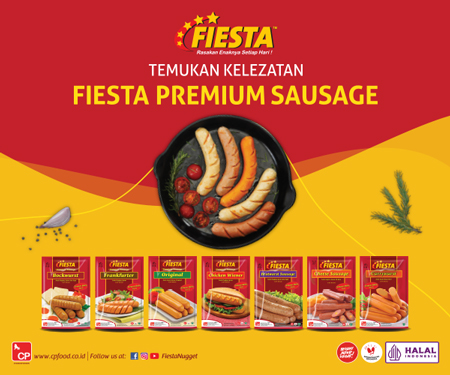 FIESTA
Rasakan Enaknya Setiap Hari !
TEMUKAN KELEZATAN
FIESTA PREMIUM SAUSAGE
FIESTA FIESTA FIESTA FIESTA FIESTA FIESTA FIESTA
Bockwurst Frankfurter Original Chicken Wiener Bratwurst Sausage Cheese Sausage
CP www.cpfood.co.id | Follow us at: FiestaNugget
HALAL
INDONESIA